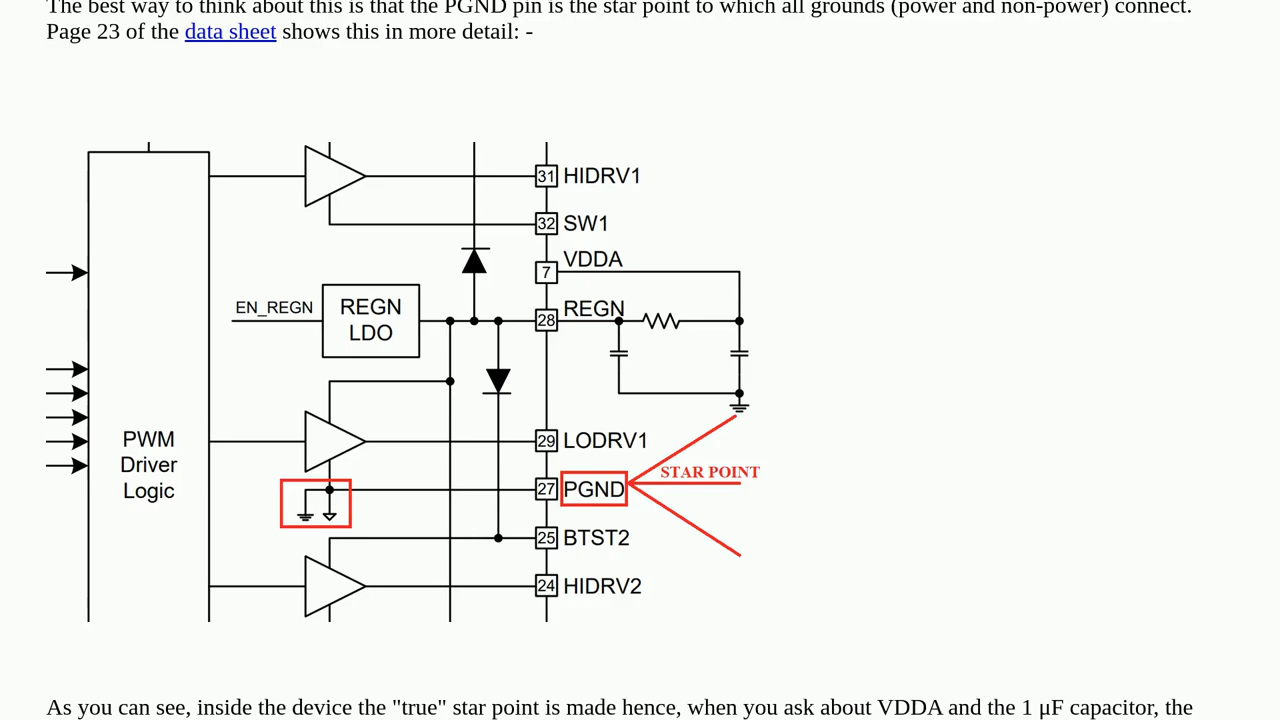 The best way to think about this is that the PGND pin is the star point to which all grounds (power and non-power) connect.
Page 23 of the data sheet shows this in more detail: -
31 HIDRV1
32 SW1
VDDA
7
EN_REGN
REGN
LDO
REGN
28
PWM
Driver
Logic
29 LODRV1
STAR POINT
27 PGND
25 BTST2
24 HIDRV2
As you can see, inside the device the "true" star point is made hence, when you ask about VDDA and the 1 μF capacitor, the